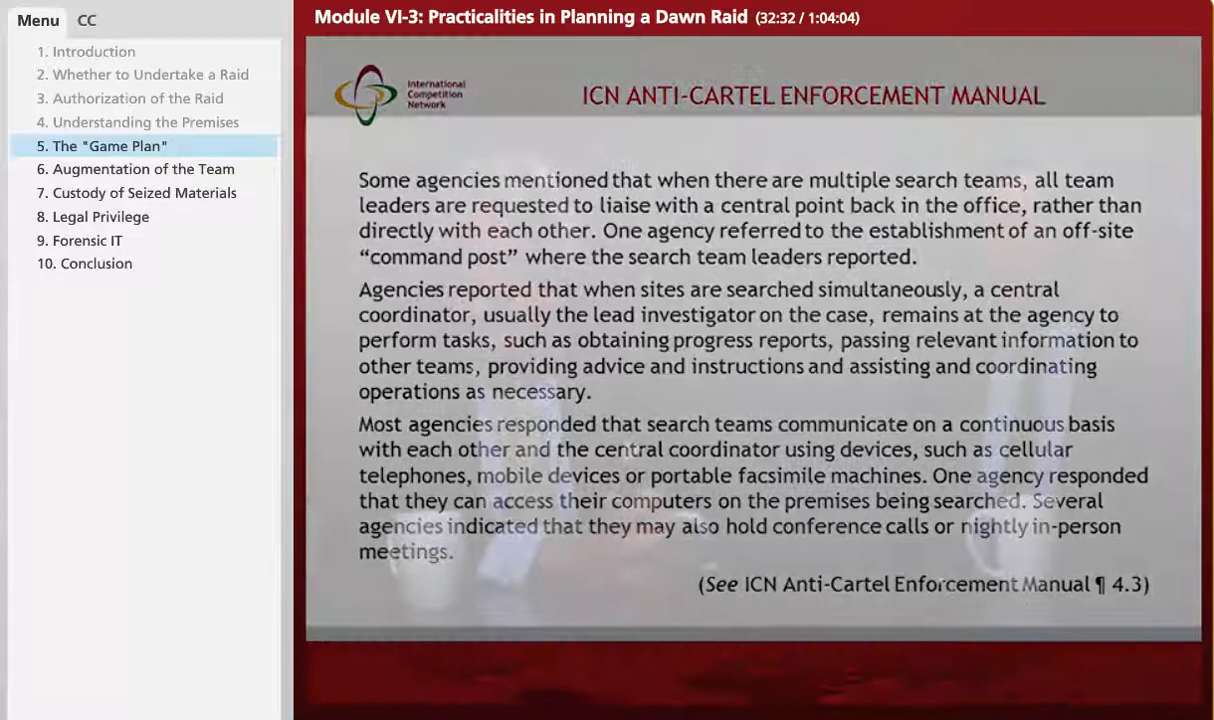 Menu CC
1. Introduction
2. Whether to Undertake a Raid
3. Authorization of the Raid
4. Understanding the Premises
5. The "Game Plan"
6. Augmentation of the Team
7. Custody of Seized Materials
8. Legal Privilege
9. Forensic IT
10. Conclusion
Module VI-3: Practicalities in Planning a Dawn Raid (32:32 / 1:04:04)
International
Competition
Network
ICN ANTI-CARTEL ENFORCEMENT MANUAL
Some agencies mentioned that when there are multiple search teams, all team
leaders are requested to liaise with a central point back in the office, rather than
directly with each other. One agency referred to the establishment of an off-site
“command post” where the search team leaders reported.
Agencies reported that when sites are searched simultaneously, a central
coordinator, usually the lead investigator on the case, remains at the agency to
perform tasks, such as obtaining progress reports, passing relevant information to
other teams, providing advice and instructions and assisting and coordinating
operations as necessary.
Most agencies responded that search teams communicate on a continuous basis
with each other and the central coordinator using devices, such as cellular
telephones, mobile devices or portable facsimile machines. One agency responded
that they can access their computers on the premises being searched. Several
agencies indicated that they may also hold conference calls or nightly in-person
meetings.
(See ICN Anti-Cartel Enforcement Manual ¶ 4.3)